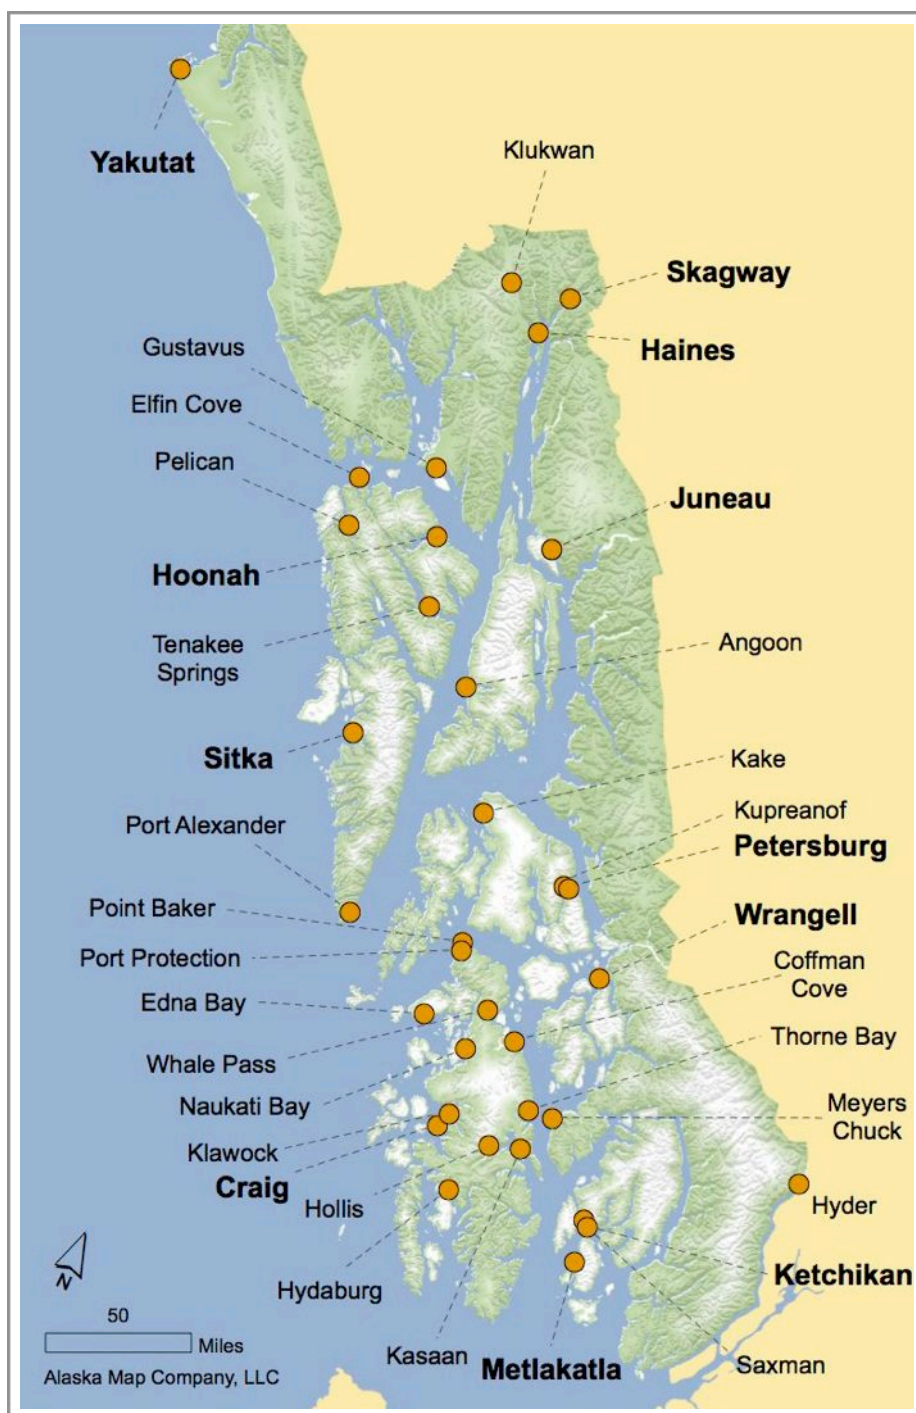 Yakutat
Klukwan
Skagway
Haines
Gustavus
Elfin Cove
Pelican
Juneau
Hoonah
Tenakee
Springs
Angoon
Sitka
Kake
Port Alexander
Kupreanof
Petersburg
Point Baker
Wrangell
Port Protection
Coffman
Cove
Edna Bay
Thorne Bay
Whale Pass
Naukati Bay
Meyers
Chuck
Klawock
Craig
Hollis
Hyder
Hydaburg
Ketchikan
N
50
Miles
Kasaan
Metlakatla
Saxman
Alaska Map Company, LLC